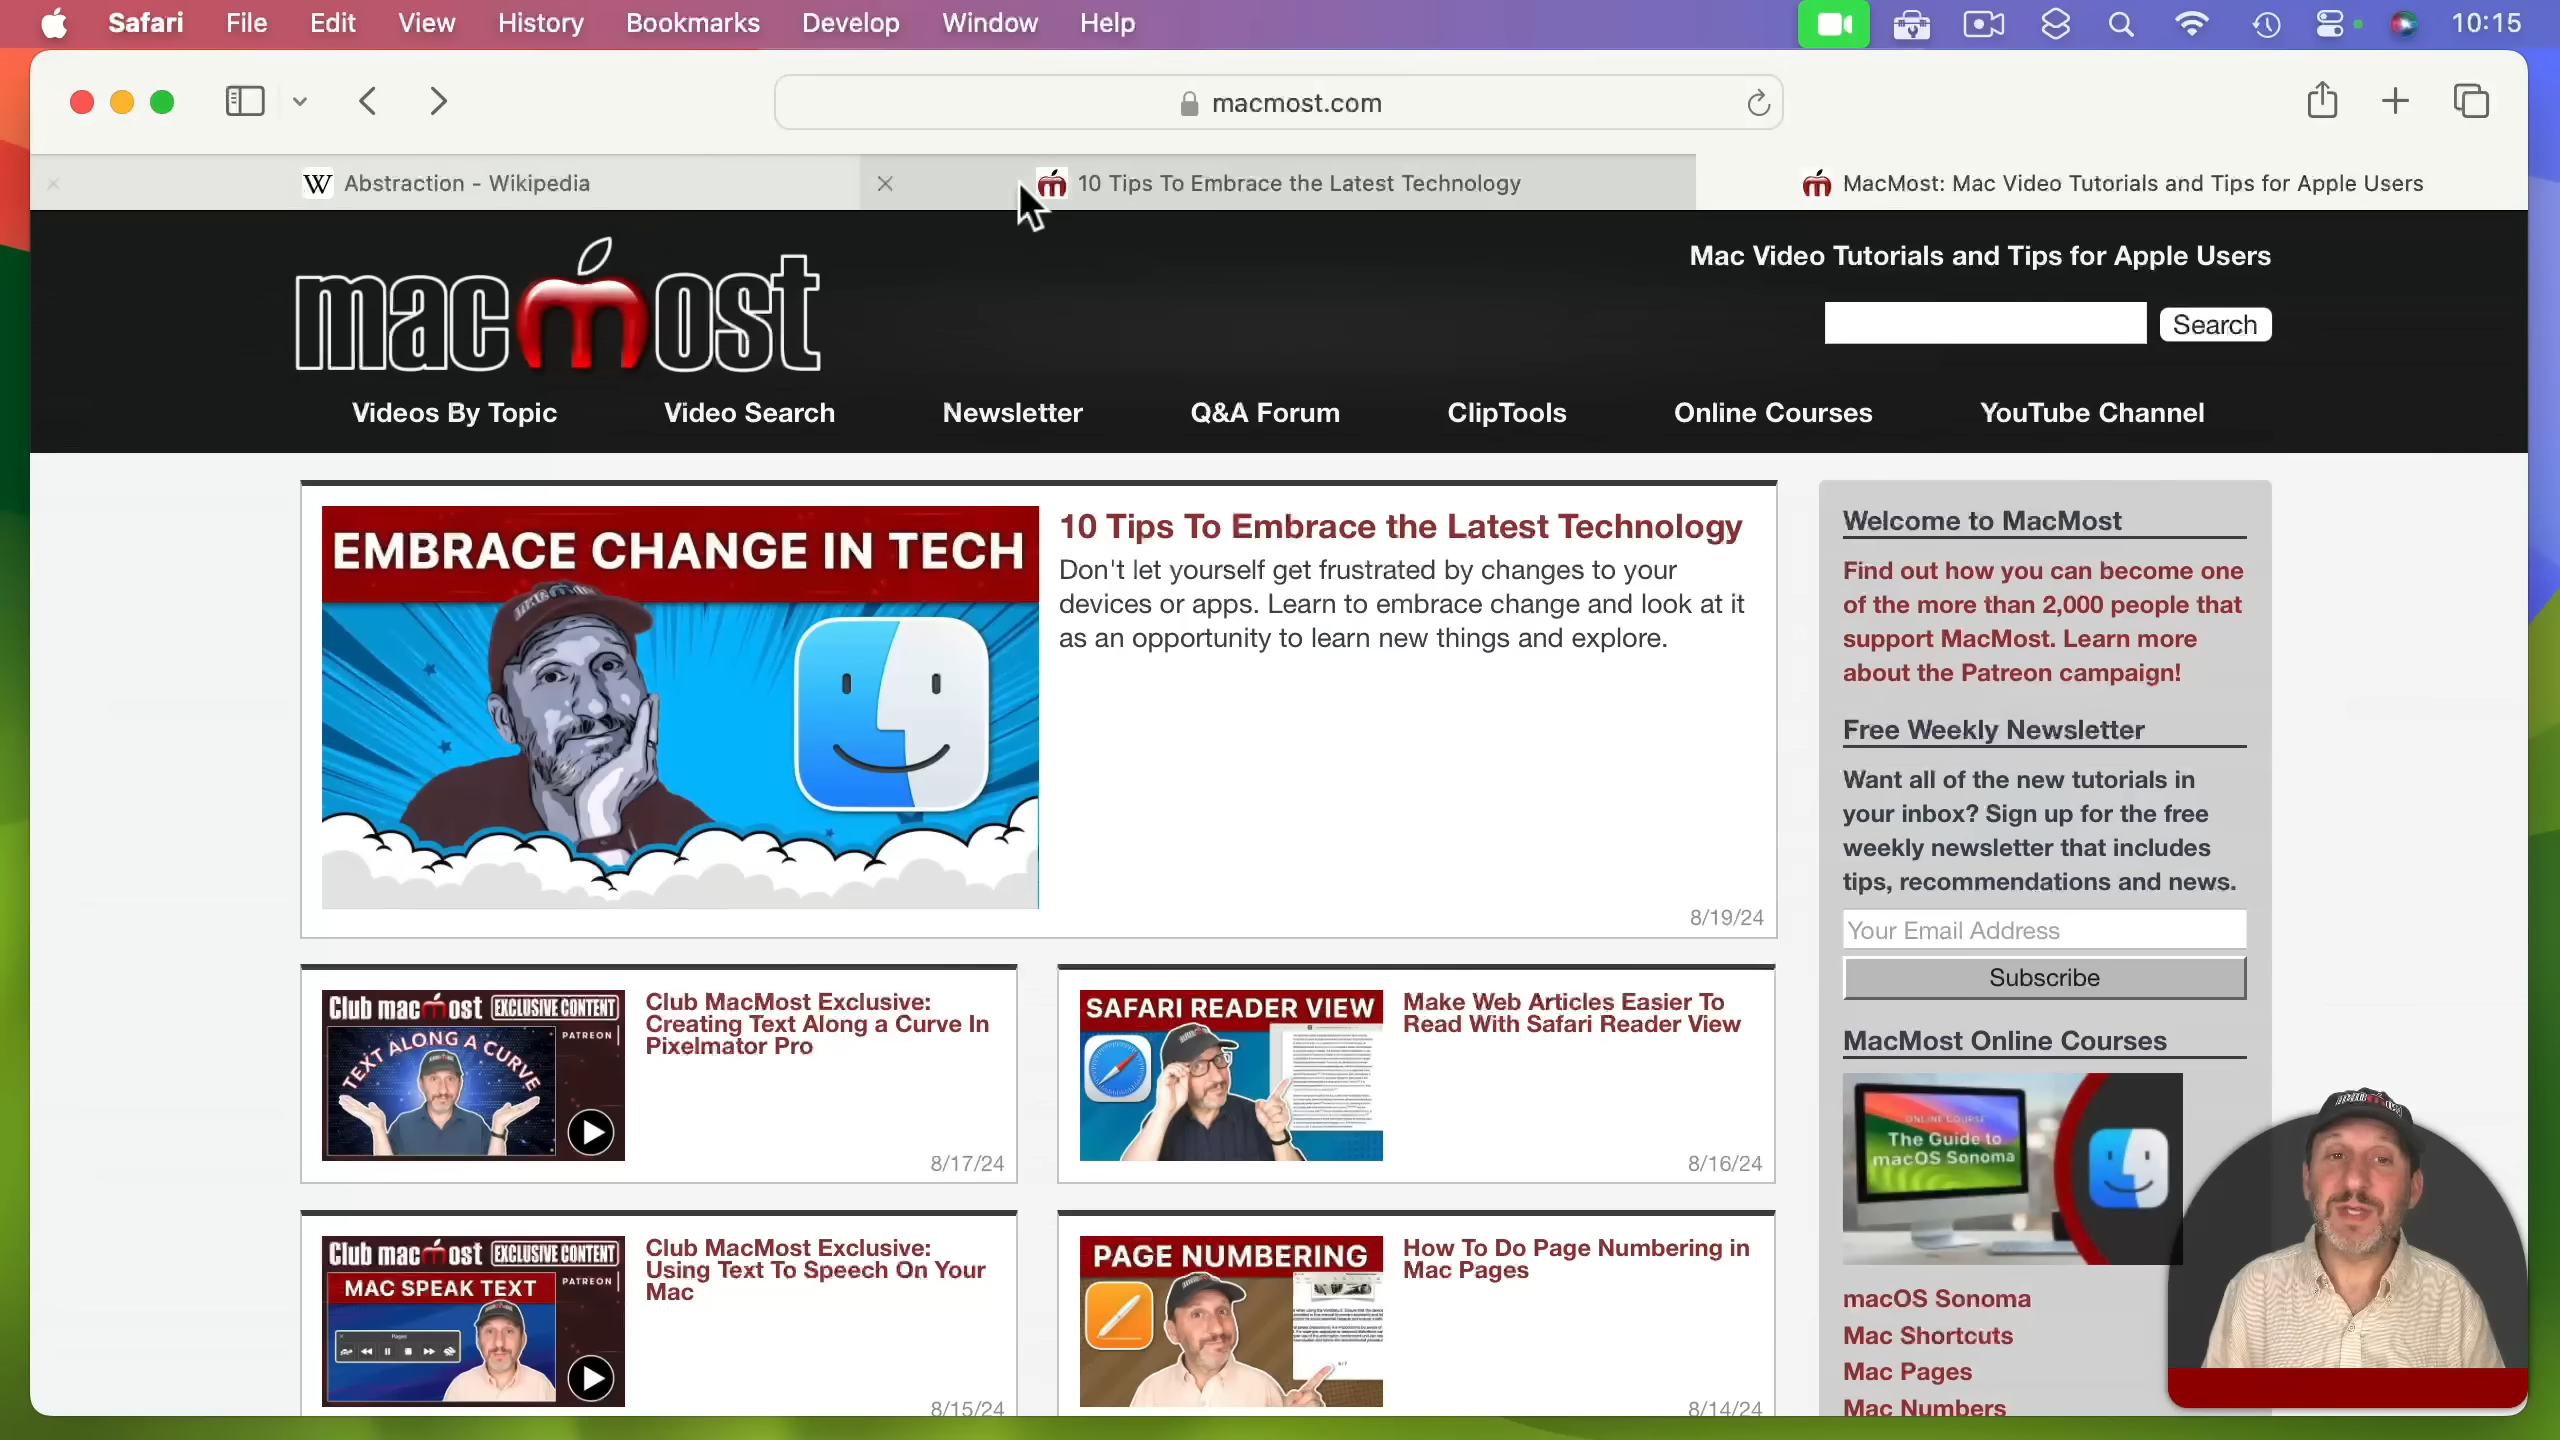 Safari File Edit View History Bookmarks Develop Window Help 10:15
macmost.com
Abstraction - Wikipedia
10 Tips To Embrace the Latest Technology
MacMost: Mac Video Tutorials and Tips for Apple Users
macmost
Mac Video Tutorials and Tips for Apple Users
Search
Videos By Topic Video Search Newsletter Q&A Forum ClipTools Online Courses YouTube Channel
EMBRACE CHANGE IN TECH
10 Tips To Embrace the Latest Technology
Don't let yourself get frustrated by changes to your
devices or apps. Learn to embrace change and look at it
as an opportunity to learn new things and explore.
8/19/24
Club macmost EXCLUSIVE CONTENT
PATREON
TEXT ALONG A CURVE
Club MacMost Exclusive:
Creating Text Along a Curve In
Pixelmator Pro
8/17/24
SAFARI READER VIEW
Make Web Articles Easier To
Read With Safari Reader View
8/16/24
Club macmost EXCLUSIVE CONTENT
PATREON
MAC SPEAK TEXT
Pages
Club MacMost Exclusive:
Using Text To Speech On Your
Mac
8/15/24
PAGE NUMBERING
How To Do Page Numbering in
Mac Pages
8/14/24
Welcome to MacMost
Find out how you can become one
of the more than 2,000 people that
support MacMost. Learn more
about the Patreon campaign!
Free Weekly Newsletter
Want all of the new tutorials in
your inbox? Sign up for the free
weekly newsletter that includes
tips, recommendations and news.
Your Email Address
Subscribe
MacMost Online Courses
ONLINE COURSE
The Guide to
macOS Sonoma
macOS Sonoma
Mac Shortcuts
Mac Pages
Mac Numbers